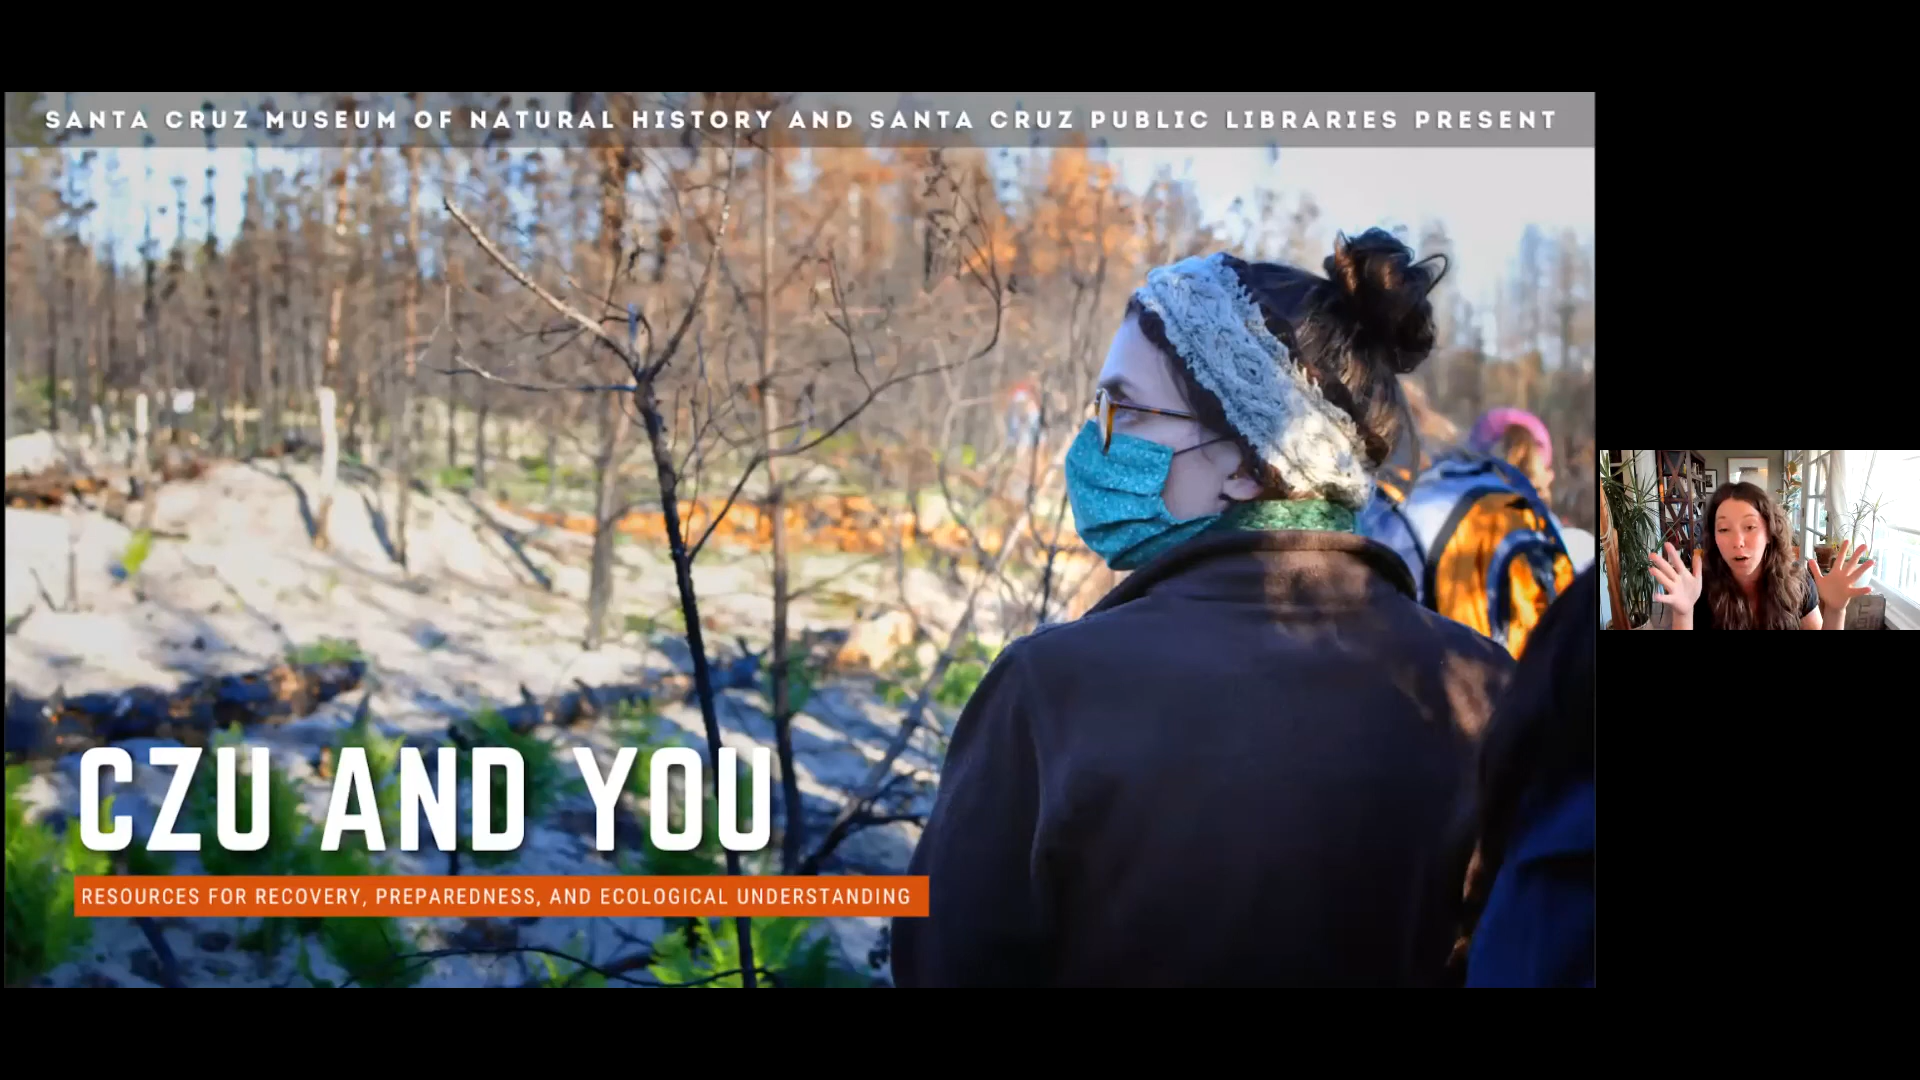 SANTA CRUZ MUSEUM OF NATURAL HISTORY AND SANTA CRUZ PUBLIC LIBRARIES PRESENT
CZU AND YOU
RESOURCES FOR RECOVERY, PREPAREDNESS, AND ECOLOGICAL UNDERSTANDING